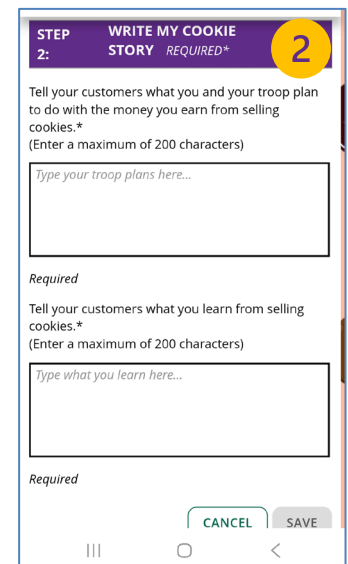 STEP 2:
WRITE MY COOKIE STORY REQUIRED*
2
Tell your customers what you and your troop plan
to do with the money you earn from selling
cookies.*
(Enter a maximum of 200 characters)
Type your troop plans here...
Required
Tell your customers what you learn from selling
cookies.*
(Enter a maximum of 200 characters)
Type what you learn here...
Required
CANCEL
SAVE